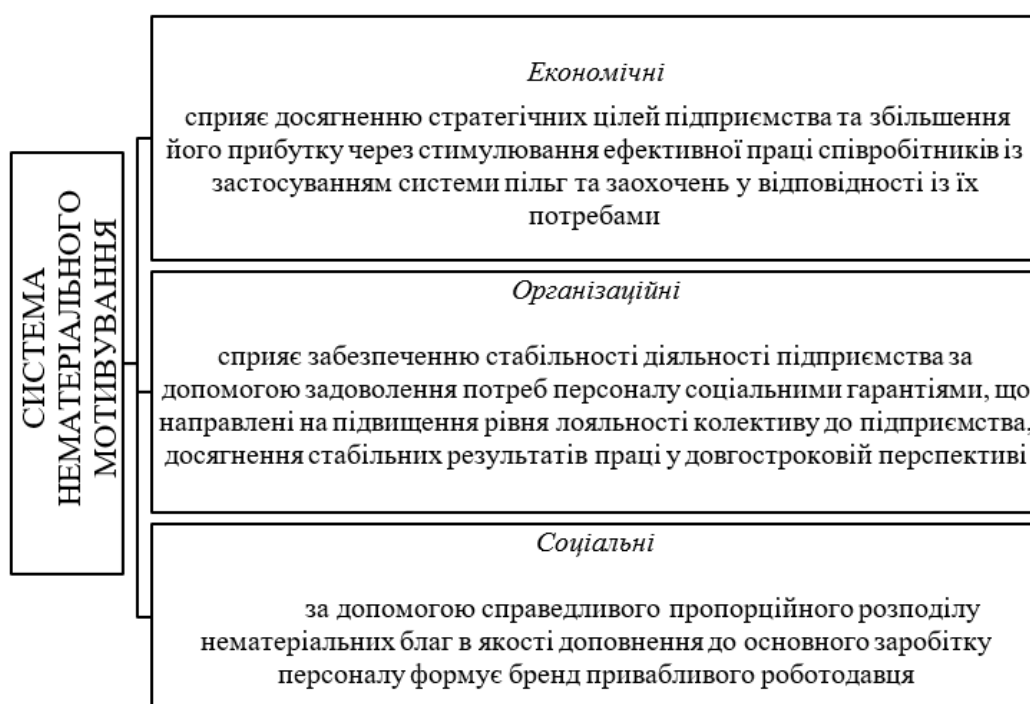 СИСТЕМА
НЕМАТЕРІАЛЬНОГО
МОТИВУВАННЯ
Економічні
сприяє досягненню стратегічних цілей підприємства та збільшення
його прибутку через стимулювання ефективної праці співробітників із
застосуванням системи пільг та заохочень у відповідності із їх
потребами
Організаційні
сприяє забезпеченню стабільності діяльності підприємства за
допомогою задоволення потреб персоналу соціальними гарантіями, що
направлені на підвищення рівня лояльності колективу до підприємства,
досягнення стабільних результатів праці у довгостроковій перспективі
Соціальні
за допомогою справедливого пропорційного розподілу
нематеріальних благ в якості доповнення до основного заробітку
персоналу формує бренд привабливого роботодавця